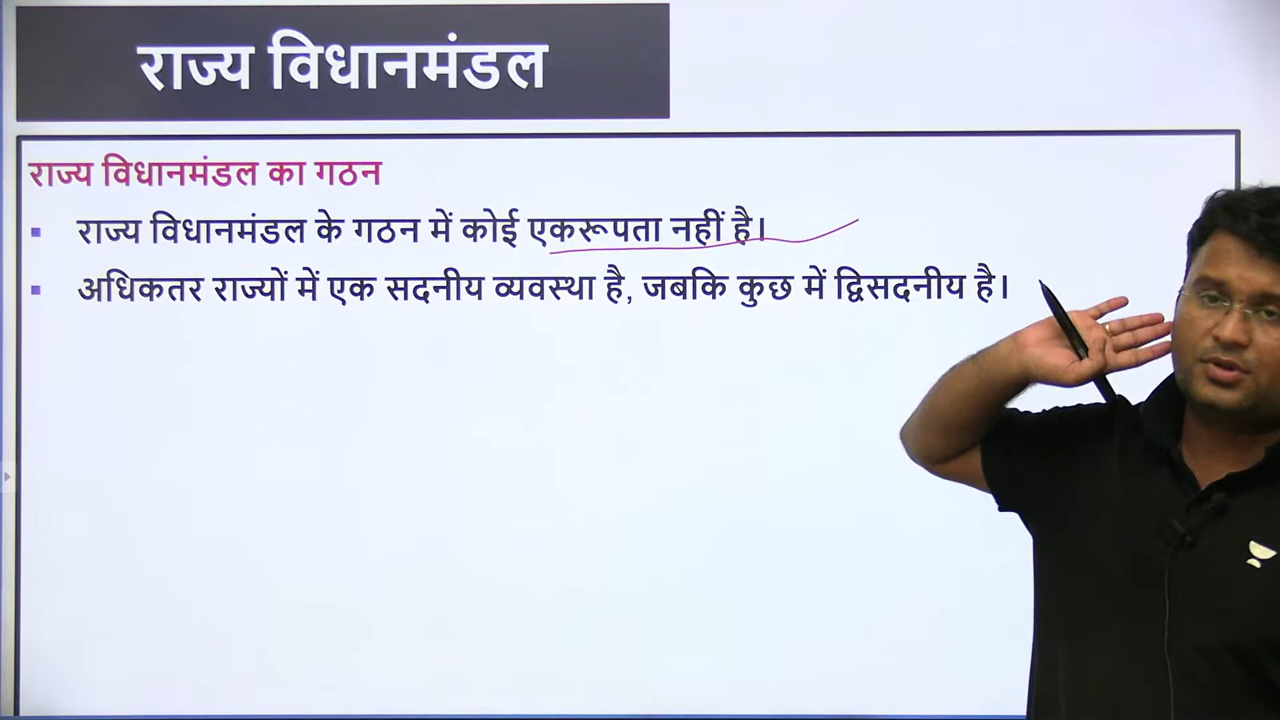 राज्य विधानमंडल
राज्य विधानमंडल का गठन
▪ राज्य विधानमंडल के गठन में कोई एकरूपता नहीं है।
▪ अधिकतर राज्यों में एक सदनीय व्यवस्था है, जबकि कुछ में द्विसदनीय है।